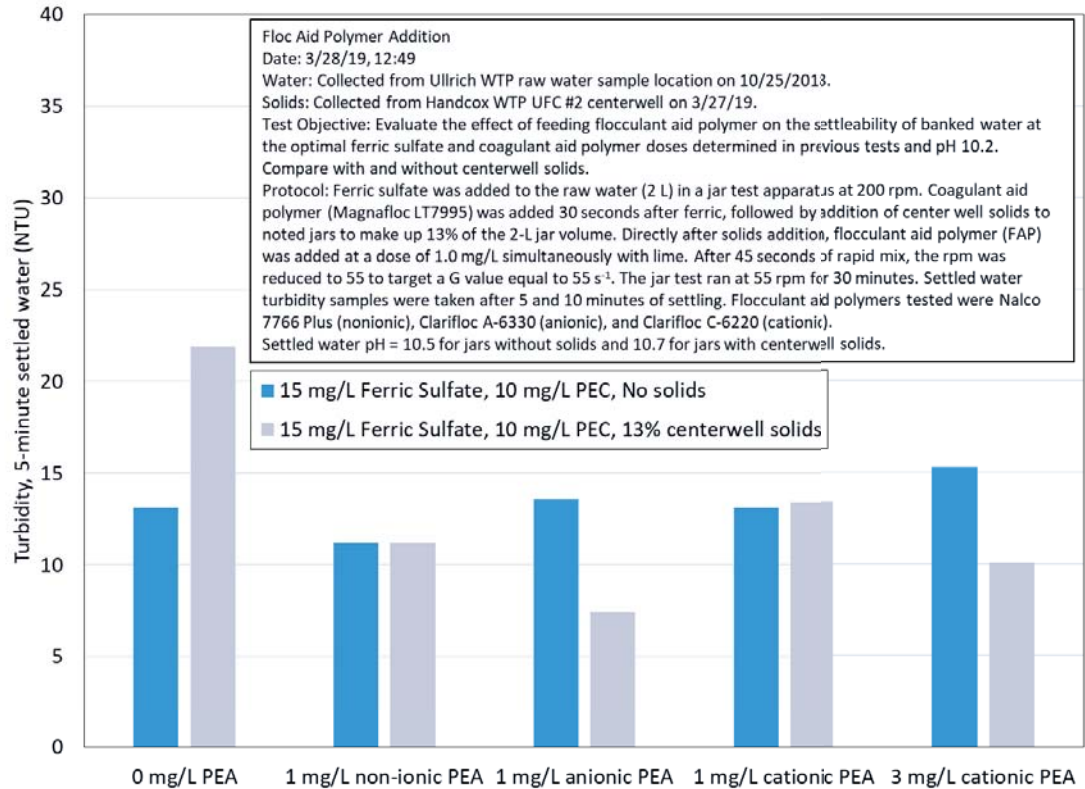 40
35
30
25
20
15
10
5
0
Turbidity, 5-minute settled water (NTU)
Floc Aid Polymer Addition
Date: 3/28/19, 12:49
Water: Collected from Ullrich WTP raw water sample location on 10/25/2018.
Solids: Collected from Handcox WTP UFC #2 centerwell on 3/27/19.
Test Objective: Evaluate the effect of feeding flocculant aid polymer on the settleability of banked water at
the optimal ferric sulfate and coagulant aid polymer doses determined in previous tests and pH 10.2.
Compare with and without centerwell solids.
Protocol: Ferric sulfate was added to the raw water (2 L) in a jar test apparatus at 200 rpm. Coagulant aid
polymer (Magnafloc LT7995) was added 30 seconds after ferric, followed by addition of center well solids to
noted jars to make up 13% of the 2-L jar volume. Directly after solids addition, flocculant aid polymer (FAP)
was added at a dose of 1.0 mg/L simultaneously with lime. After 45 seconds of rapid mix, the rpm was
reduced to 55 to target a G value equal to 55 s⁻¹. The jar test ran at 55 rpm for 30 minutes. Settled water
turbidity samples were taken after 5 and 10 minutes of settling. Flocculant aid polymers tested were Nalco
7766 Plus (nonionic), Clarifloc A-6330 (anionic), and Clarifloc C-6220 (cationic).
Settled water pH = 10.5 for jars without solids and 10.7 for jars with centerwell solids.
15 mg/L Ferric Sulfate, 10 mg/L PEC, No solids
15 mg/L Ferric Sulfate, 10 mg/L PEC, 13% centerwell solids
0 mg/L PEA
1 mg/L non-ionic PEA
1 mg/L anionic PEA
1 mg/L cationic PEA
3 mg/L cationic PEA